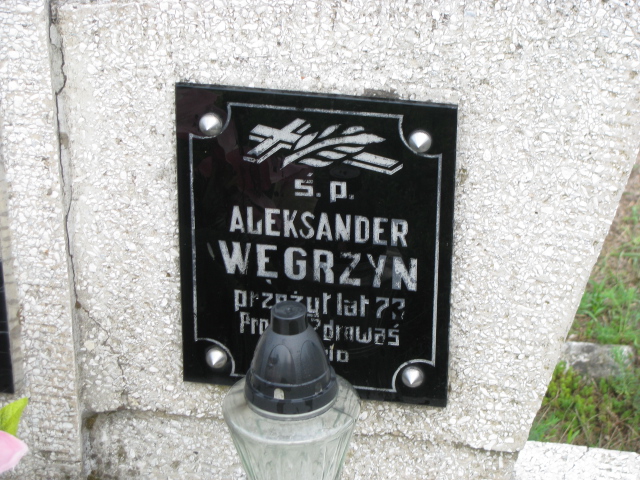 Ś. p.
ALEKSANDER
WĘGRZYN
przeżył lat
Zdrowaś